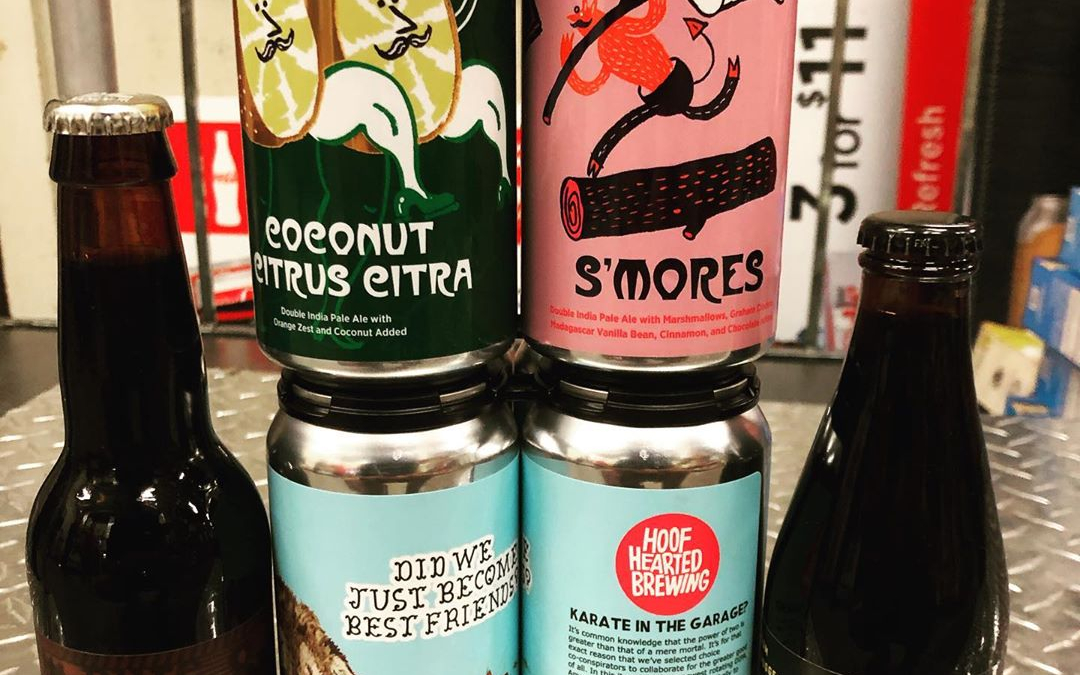 COCONUT
CITRUS CITRA
Double India Pale Ale with
Orange Zest and Coconut Added
S'MORES
Double India Pale Ale with Marshmallows, Graham
Madagascar Vanilla Bean, Cinnamon, and Chocolate
3 for $11
refresh
DID WE
JUST BECOME
BEST FRIENDS
HOOF
HEARTED
BREWING
KARATE IN THE GARAGE?
It's common knowledge that the power of two is
greater than that of a mere mortal. It's for that
exact reason that we've selected choice
co-conspirators to collaborate for the greater good
of all. In this rotating DIPA,